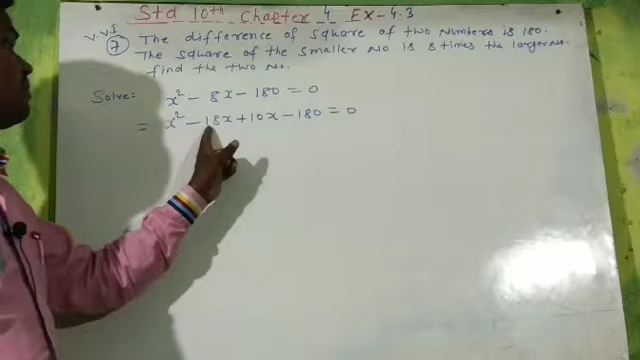 Std 10th Chapter 4 Ex-4.3
V.V.I
7 The difference of square of two numbers is 180.
The square of the smaller no is 8 times the larger no.
find the two no.
Solve:
x² - 8x - 180 = 0
= x² - 18x + 10x - 180 = 0